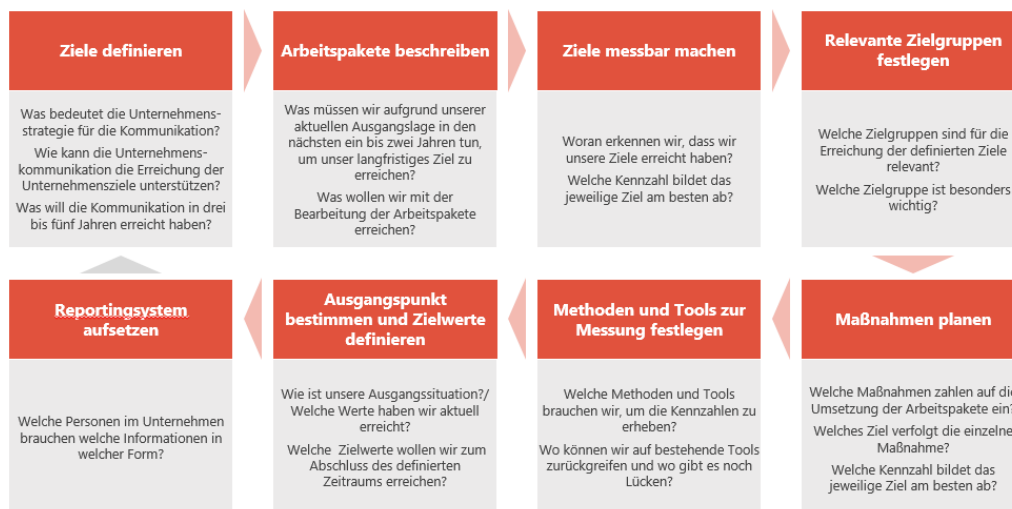 Ziele definieren
Was bedeutet die Unternehmens-
strategie für die Kommunikation?
Wie kann die Unternehmens-
kommunikation die Erreichung der
Unternehmensziele unterstützen?
Was will die Kommunikation in drei
bis fünf Jahren erreicht haben?
Arbeitspakete beschreiben
Was müssen wir aufgrund unserer
aktuellen Ausgangslage in den
nächsten ein bis zwei Jahren tun,
um unser langfristiges Ziel zu
erreichen?
Was wollen wir mit der
Bearbeitung der Arbeitspakete
erreichen?
Ziele messbar machen
Woran erkennen wir, dass wir
unsere Ziele erreicht haben?
Welche Kennzahl bildet das
jeweilige Ziel am besten ab?
Relevante Zielgruppen
festlegen
Welche Zielgruppen sind für die
Erreichung der definierten Ziele
relevant?
Welche Zielgruppe ist besonders
wichtig?
Maßnahmen planen
Welche Maßnahmen zahlen auf die
Umsetzung der Arbeitspakete ein?
Welches Ziel verfolgt die einzelne
Maßnahme?
Welche Kennzahl bildet das
jeweilige Ziel am besten ab?
Methoden und Tools zur
Messung festlegen
Welche Methoden und Tools
brauchen wir, um die Kennzahlen zu
erheben?
Wo können wir auf bestehende Tools
zurückgreifen und wo gibt es noch
Lücken?
Ausgangspunkt
bestimmen und Zielwerte
definieren
Wie ist unsere Ausgangssituation?/
Welche Werte haben wir aktuell
erreicht?
Welche Zielwerte wollen wir zum
Abschluss des definierten
Zeitraums erreichen?
Reportingsystem
aufsetzen
Welche Personen im Unternehmen
brauchen welche Informationen in
welcher Form?